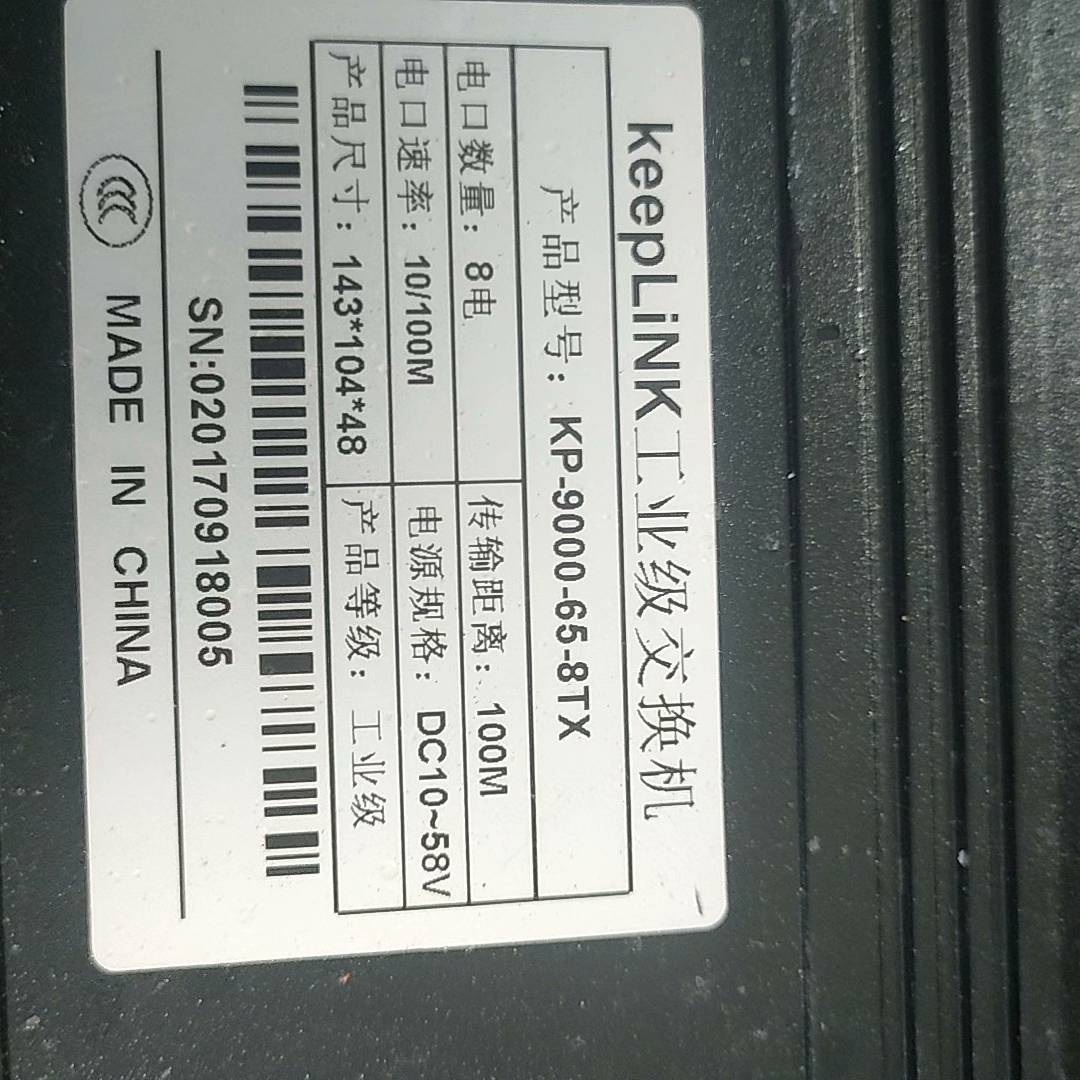 keepLiNK工业级交换机
产品型号：KP-9000-65-8TX
电口数量：8电 传输距离：100M
电口速率：10/100M 电源规格：DC10~58V
产品尺寸：143*104*48 产品等级：工业级
SN:020170918005
CCC MADE IN CHINA